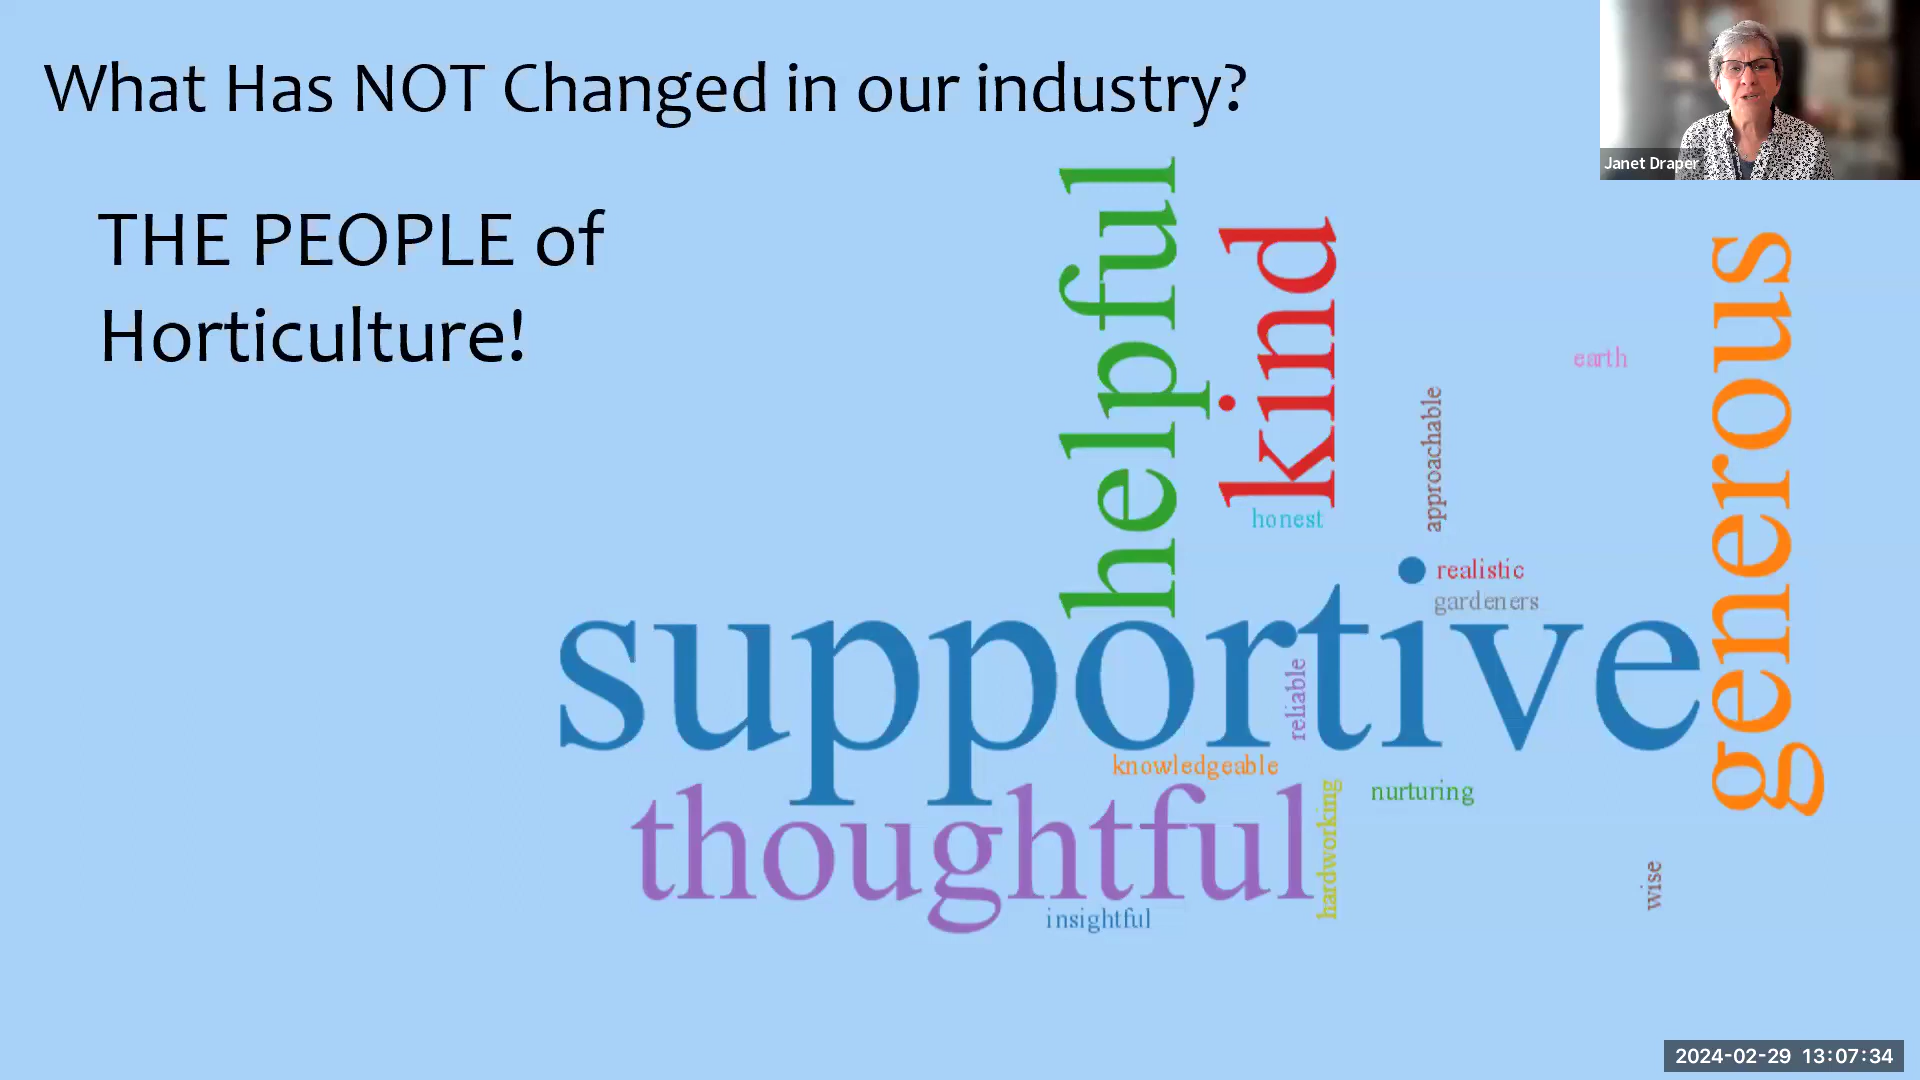 What Has NOT Changed in our industry?
Janet Draper
THE PEOPLE of
Horticulture!
helpful
kind
generous
earth
approachable
honest
realistic
gardeners
supportive
reliable
knowledgeable
nurturing
thoughtful
hardworking
wise
insightful
2024-02-29 13:07:34